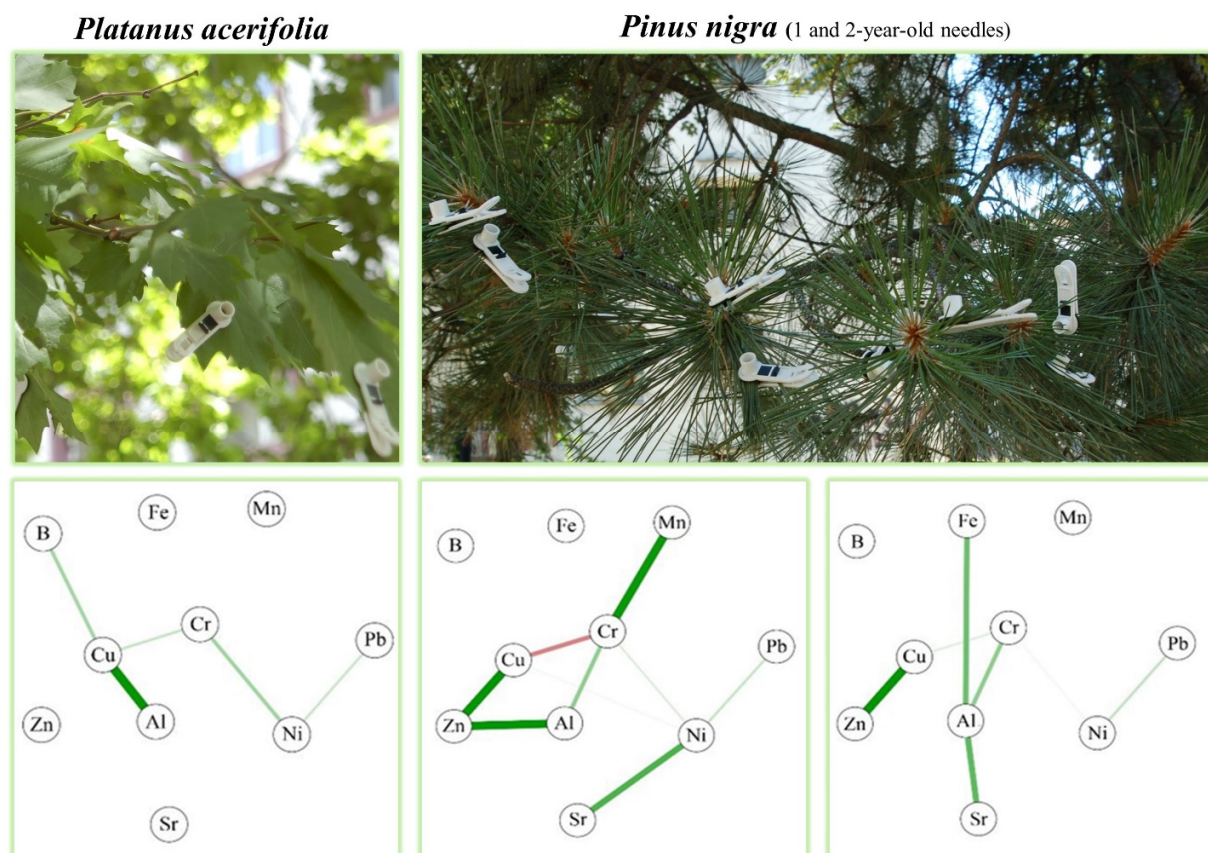 Platanus acerifolia
Pinus nigra (1 and 2-year-old needles)
Fe
Mn
B
Cr
Cu
Pb
Zn
Al
Ni
Sr
Mn
Fe
B
Cr
Cu
Pb
Zn
Al
Ni
Sr
Fe
Mn
B
Cr
Cu
Pb
Zn
Al
Ni
Sr